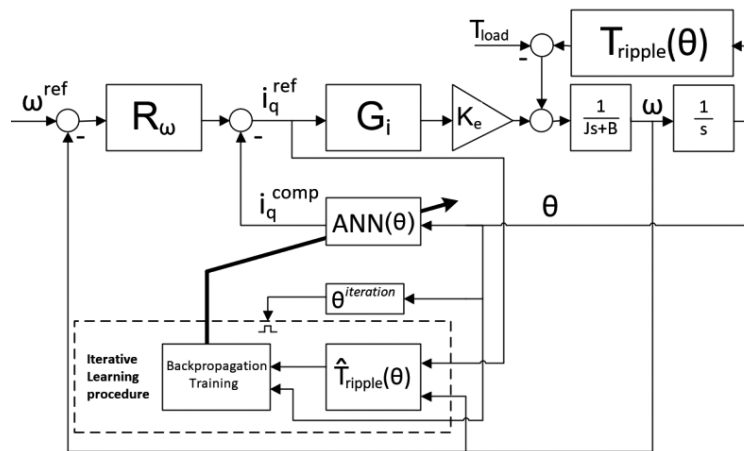 T_load
-
T_ripple(θ)
ω^ref
-
R_ω
-
i_q^ref
G_i
K_e
1
Js+B
ω
1
s
i_q^comp
ANN(θ)
θ
θ^iteration
Iterative
Learning
procedure
Backpropagation
Training
T̂_ripple(θ)